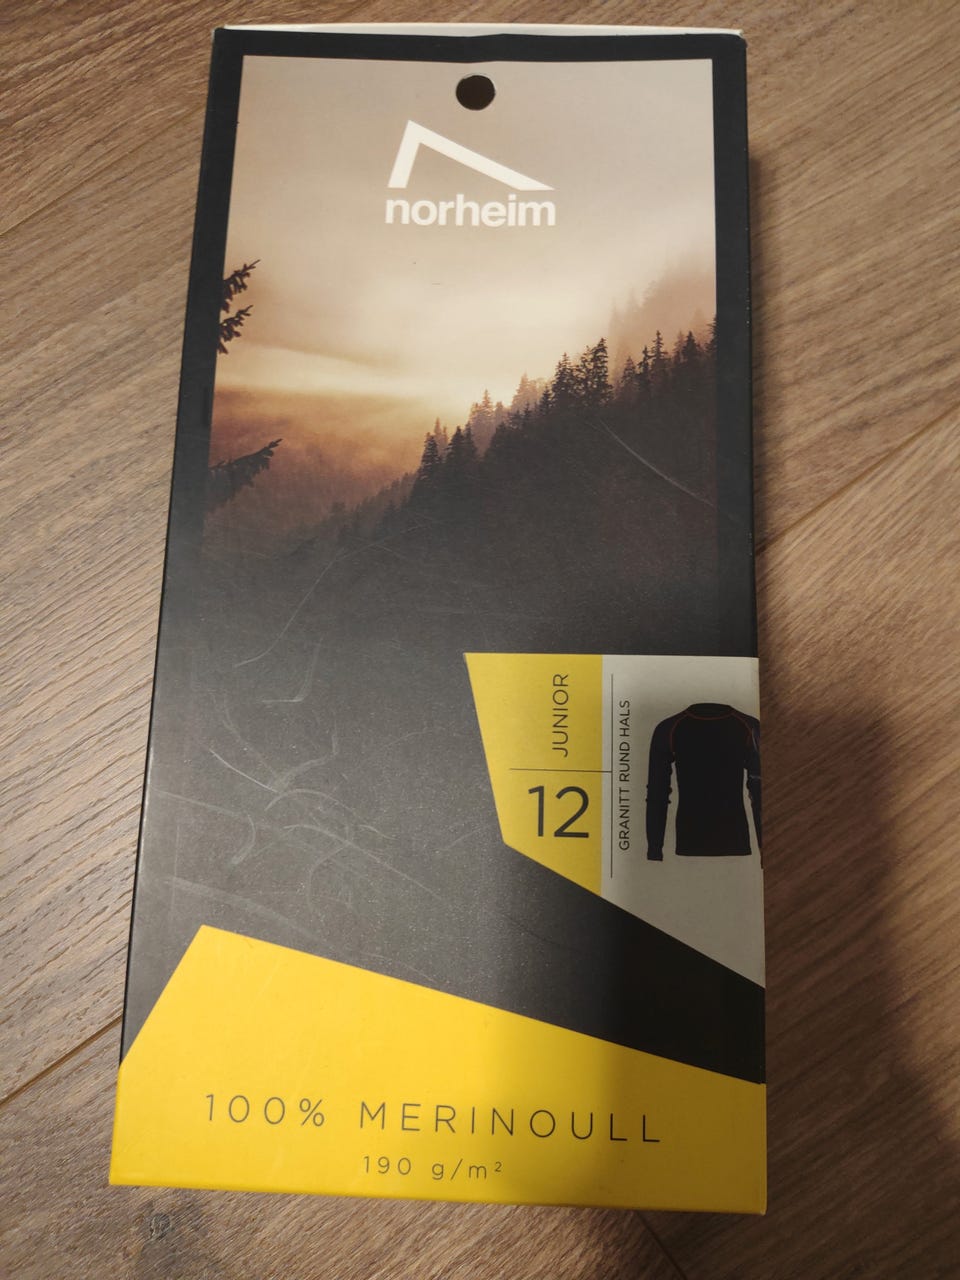 norheim
JUNIOR
12
GRANITT RUND HALS
100% MERINOULL
190 g/m²